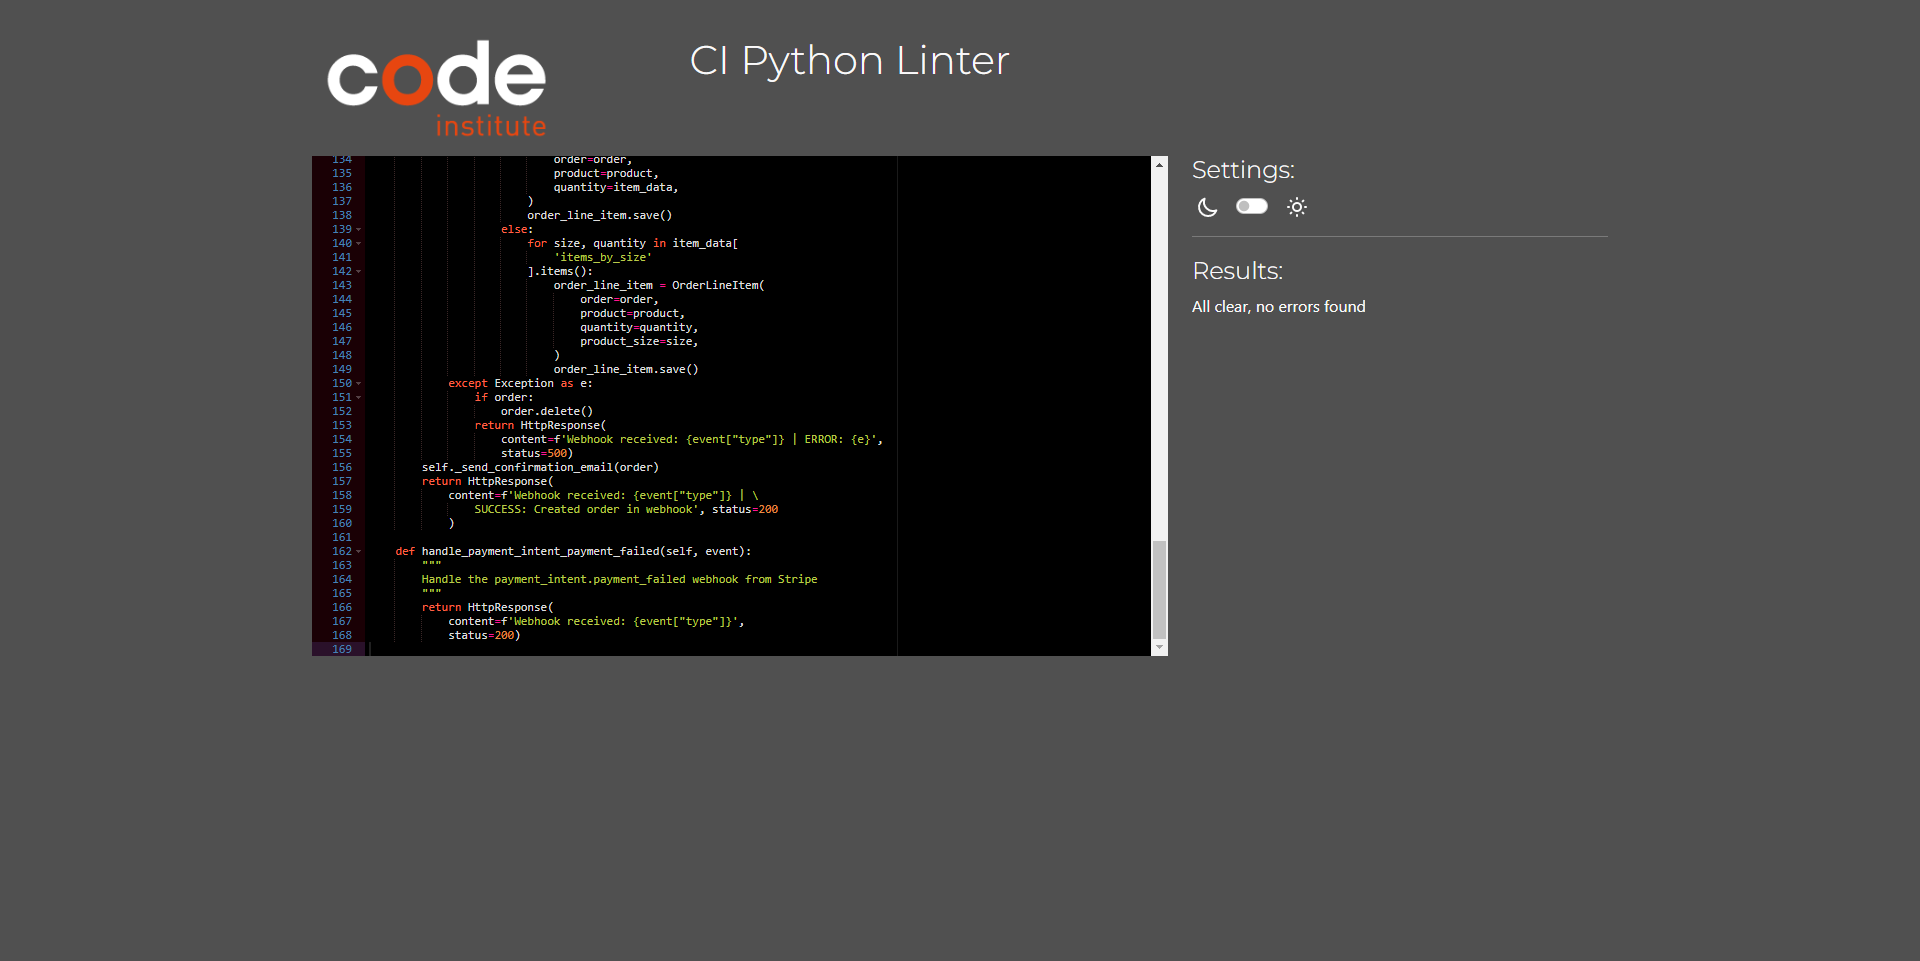 code
institute
CI Python Linter
134 order=order,
135 product=product,
136 quantity=item_data,
137 )
138 order_line_item.save()
139 else:
140 for size, quantity in item_data[
141 'items_by_size'
142 ].items():
143 order_line_item = OrderLineItem(
144 order=order,
145 product=product,
146 quantity=quantity,
147 product_size=size,
148 )
149 order_line_item.save()
150 except Exception as e:
151 if order:
152 order.delete()
153 return HttpResponse(
154 content=f'Webhook received: {event["type"]} | ERROR: {e}',
155 status=500)
156 self._send_confirmation_email(order)
157 return HttpResponse(
158 content=f'Webhook received: {event["type"]} | \
159 SUCCESS: Created order in webhook', status=200
160 )
161
162 def handle_payment_intent_payment_failed(self, event):
163 """
164 Handle the payment_intent.payment_failed webhook from Stripe
165 """
166 return HttpResponse(
167 content=f'Webhook received: {event["type"]}',
168 status=200)
169
Settings:
Results:
All clear, no errors found